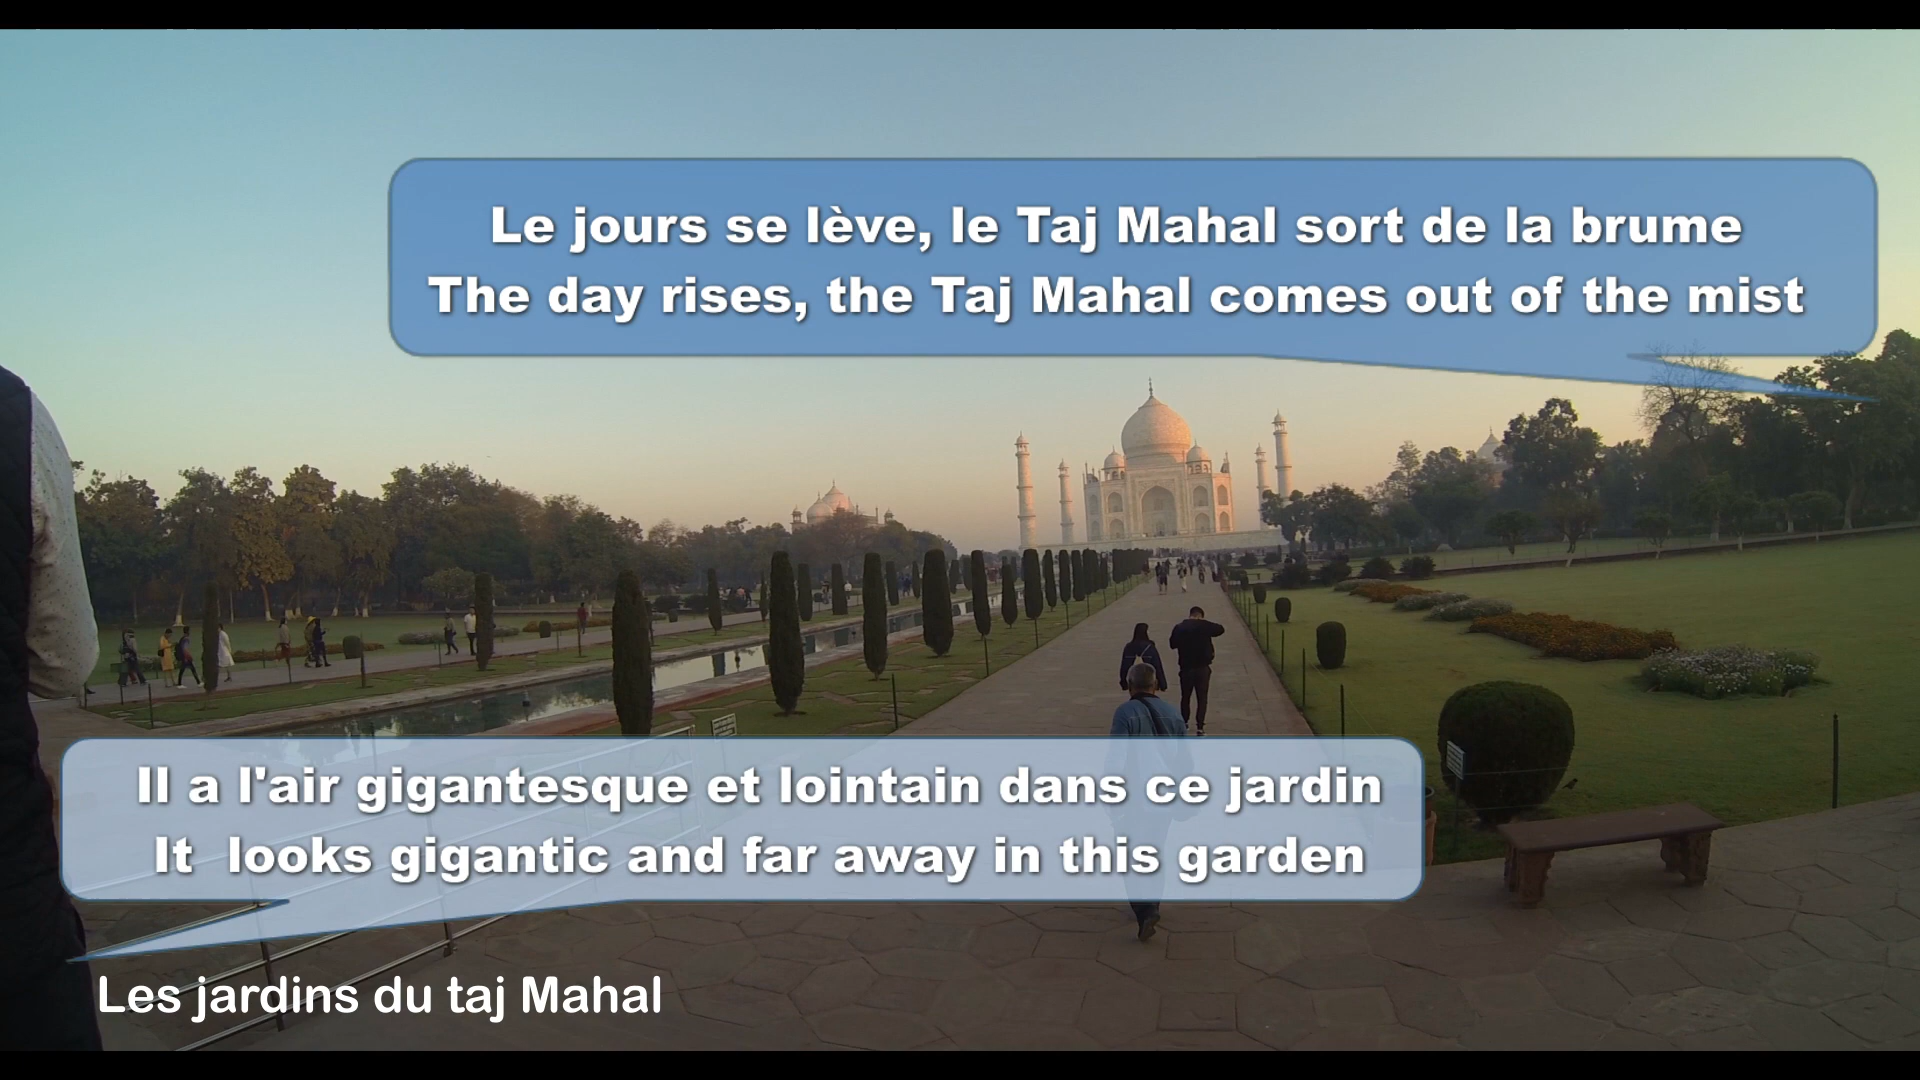 Le jours se lève, le Taj Mahal sort de la brume
The day rises, the Taj Mahal comes out of the mist
Il a l'air gigantesque et lointain dans ce jardin
It  looks gigantic and far away in this garden
Les jardins du taj Mahal